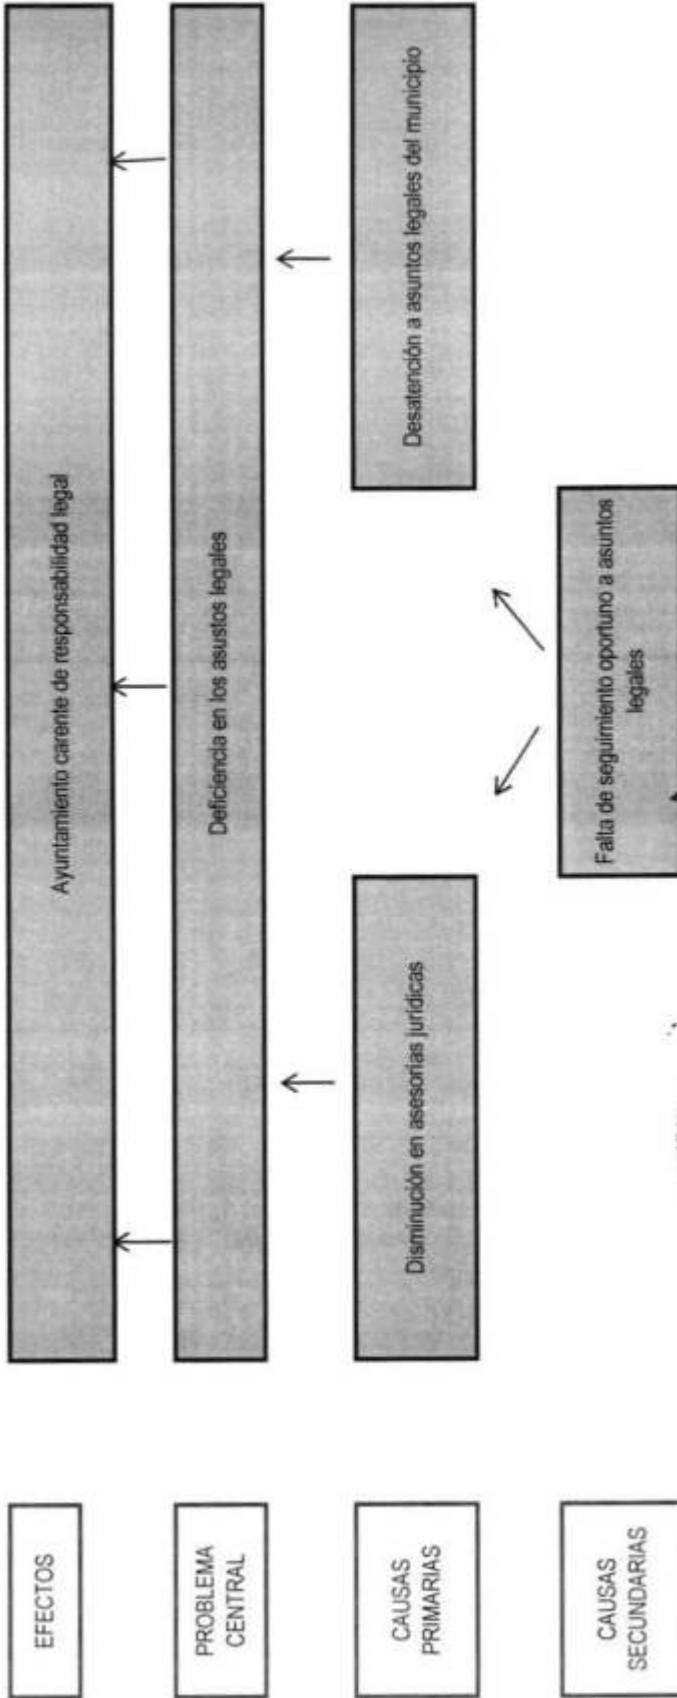 EFECTOS
Ayuntamiento carente de responsabilidad legal
PROBLEMA
CENTRAL
Deficiencia en los asustos legales
CAUSAS
PRIMARIAS
Disminución en asesorias jurídicas
Desatención a asuntos legales del municipio
CAUSAS
SECUNDARIAS
Falta de seguimiento oportuno a asuntos
legales